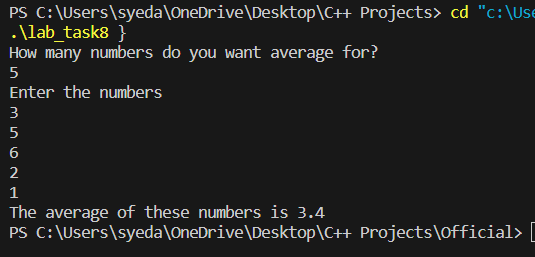 PS C:\Users\syeda\OneDrive\Desktop\C++ Projects> cd "c:\Use
.\lab_task8 }
How many numbers do you want average for?
5
Enter the numbers
3
5
6
2
1
The average of these numbers is 3.4
PS C:\Users\syeda\OneDrive\Desktop\C++ Projects\Official>